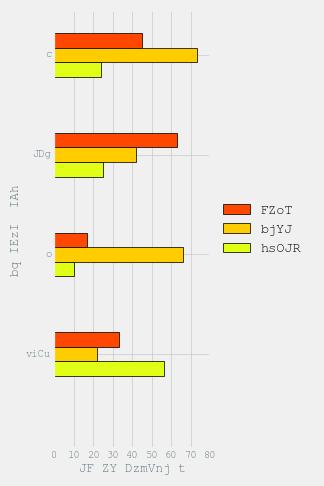 c
JDg
o
viCu
bq IEzI  IAh
0 10 20 30 40 50 60 70 80
JF ZY DzmVnj t
FZoT
bjYJ
hsOJR